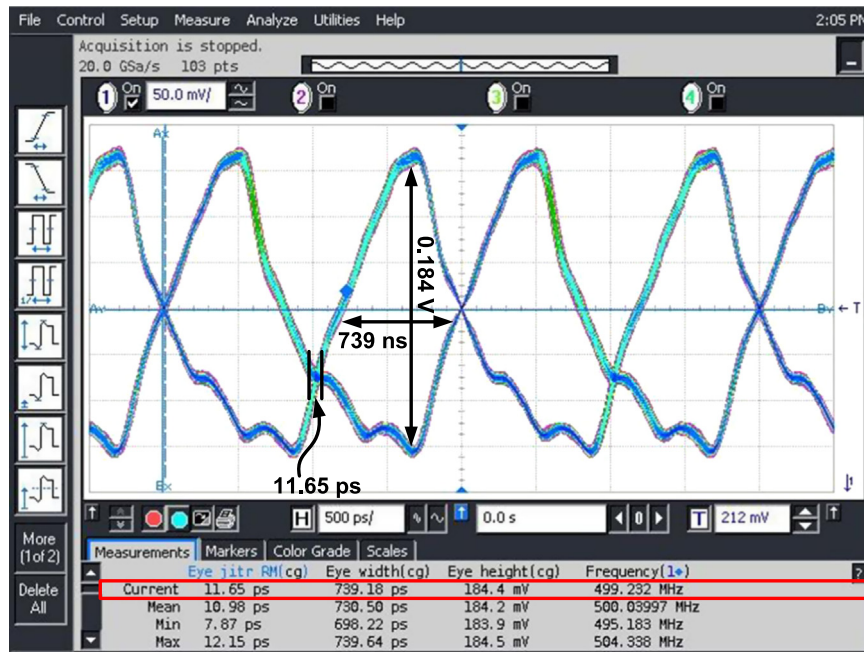 File Control Setup Measure Analyze Utilities Help 2:05 PM
Acquisition is stopped.
20.0 GSa/s 103 pts
1 On 50.0 mV/ 2 On 3 On 4 On
Ax
0.184 V
Av Bv T
739 ns
11.65 ps
Bx
More
(1of 2)
Delete
All
H 500 ps/ 0.0 s 0 T 212 mV
Measurements Markers Color Grade Scales
Eye jitr RM(cg) Eye width(cg) Eye height(cg) Frequency(1) ?
Current 11.65 ps 739.18 ps 184.4 mV 499.232 MHz
Mean 10.98 ps 730.50 ps 184.2 mV 500.03997 MHz
Min 7.87 ps 698.22 ps 183.9 mV 495.183 MHz
Max 12.15 ps 739.64 ps 184.5 mV 504.338 MHz